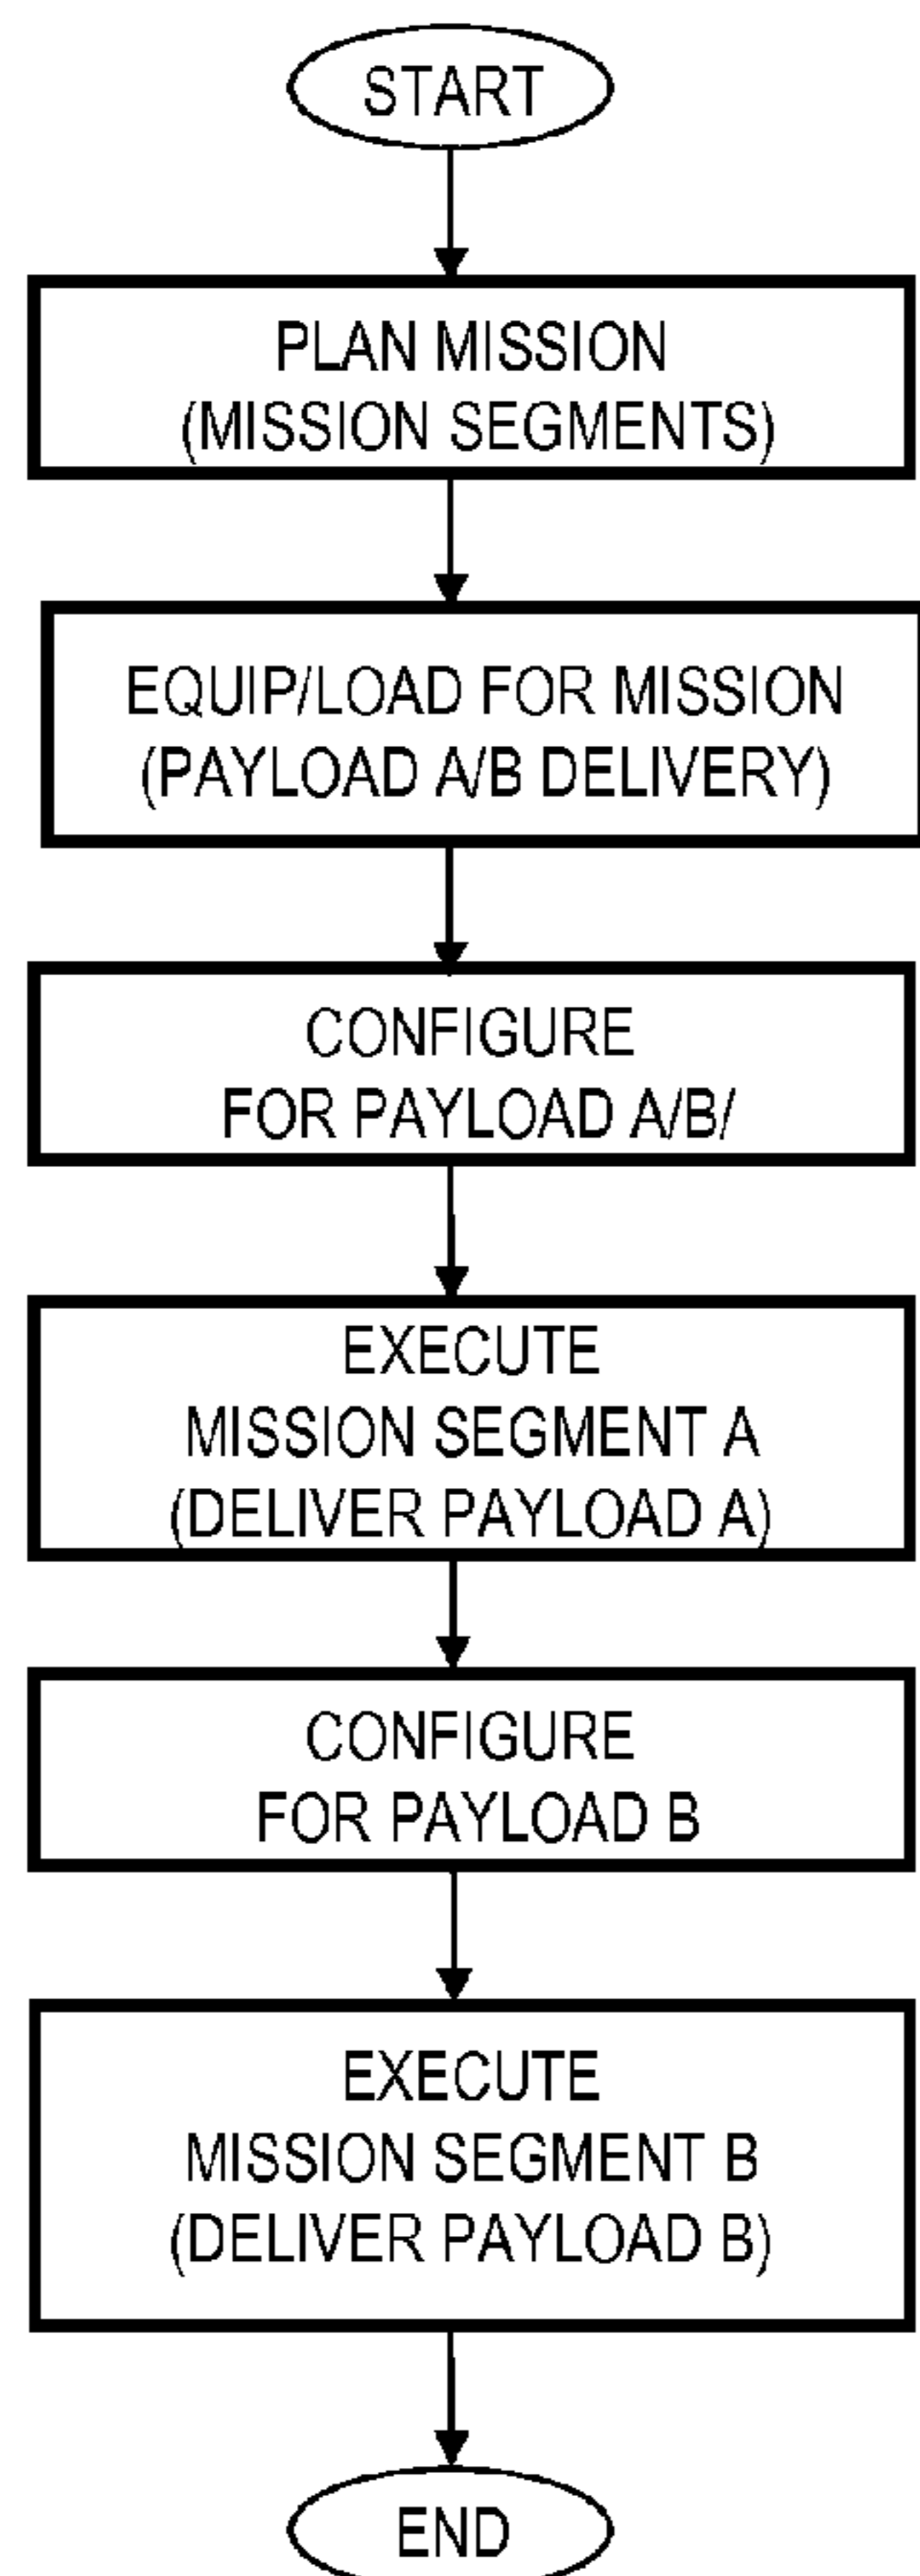 START
PLAN MISSION
(MISSION SEGMENTS)
EQUIP/LOAD FOR MISSION
(PAYLOAD A/B DELIVERY)
CONFIGURE
FOR PAYLOAD A/B/
EXECUTE
MISSION SEGMENT A
(DELIVER PAYLOAD A)
CONFIGURE
FOR PAYLOAD B
EXECUTE
MISSION SEGMENT B
(DELIVER PAYLOAD B)
END